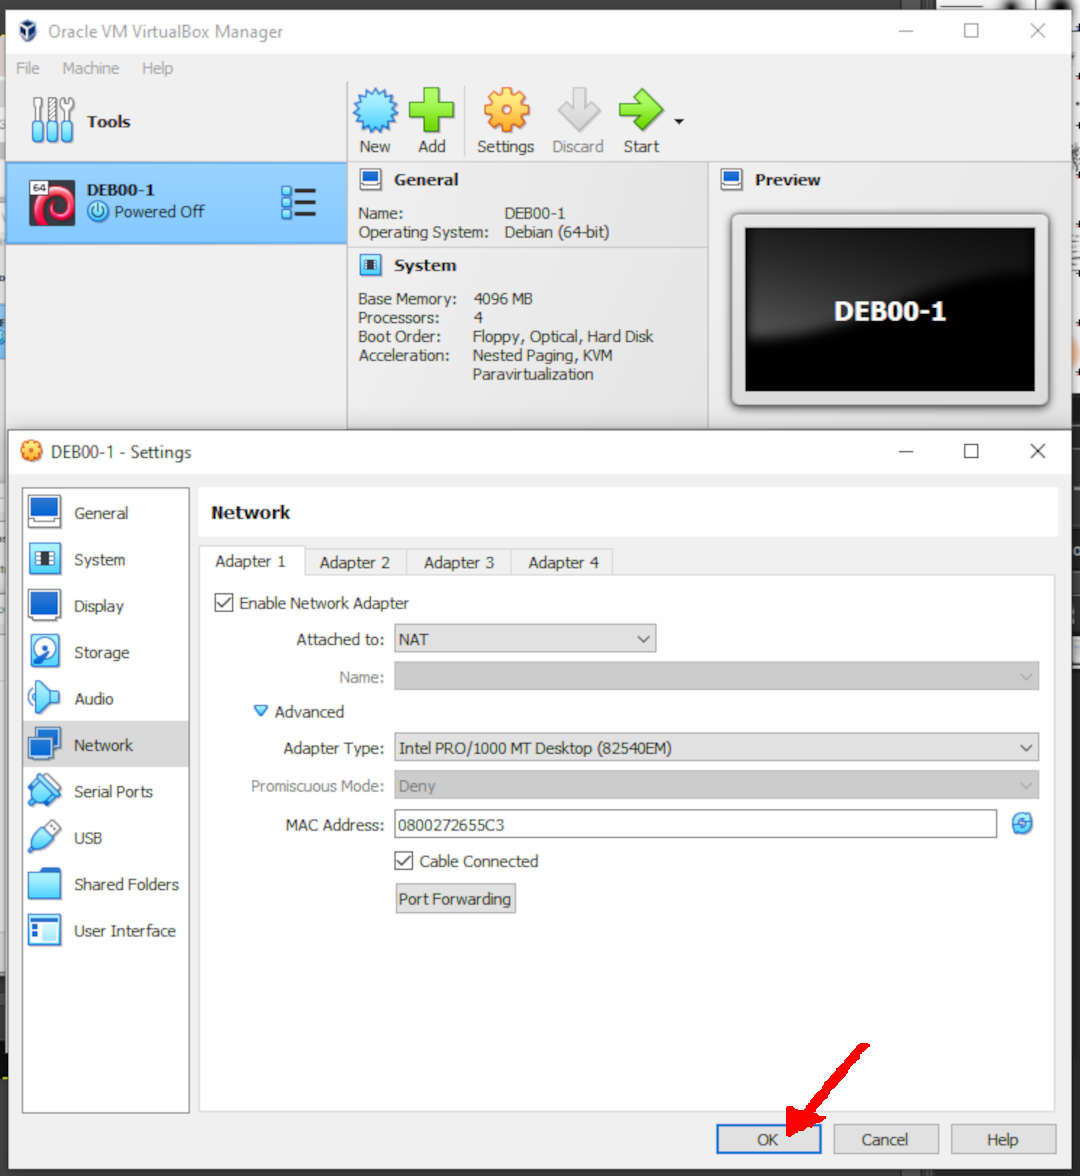 Oracle VM VirtualBox Manager
File Machine Help
Tools
New Add Settings Discard Start
64
DEB00-1
Powered Off
General
Name: DEB00-1
Operating System: Debian (64-bit)
System
Base Memory: 4096 MB
Processors: 4
Boot Order: Floppy, Optical, Hard Disk
Acceleration: Nested Paging, KVM
Paravirtualization
Preview
DEB00-1
DEB00-1 - Settings
General
System
Display
Storage
Audio
Network
Serial Ports
USB
Shared Folders
User Interface
Network
Adapter 1 Adapter 2 Adapter 3 Adapter 4
Enable Network Adapter
Attached to: NAT
Name:
Advanced
Adapter Type: Intel PRO/1000 MT Desktop (82540EM)
Promiscuous Mode: Deny
MAC Address: 0800272655C3
Cable Connected
Port Forwarding
OK Cancel Help